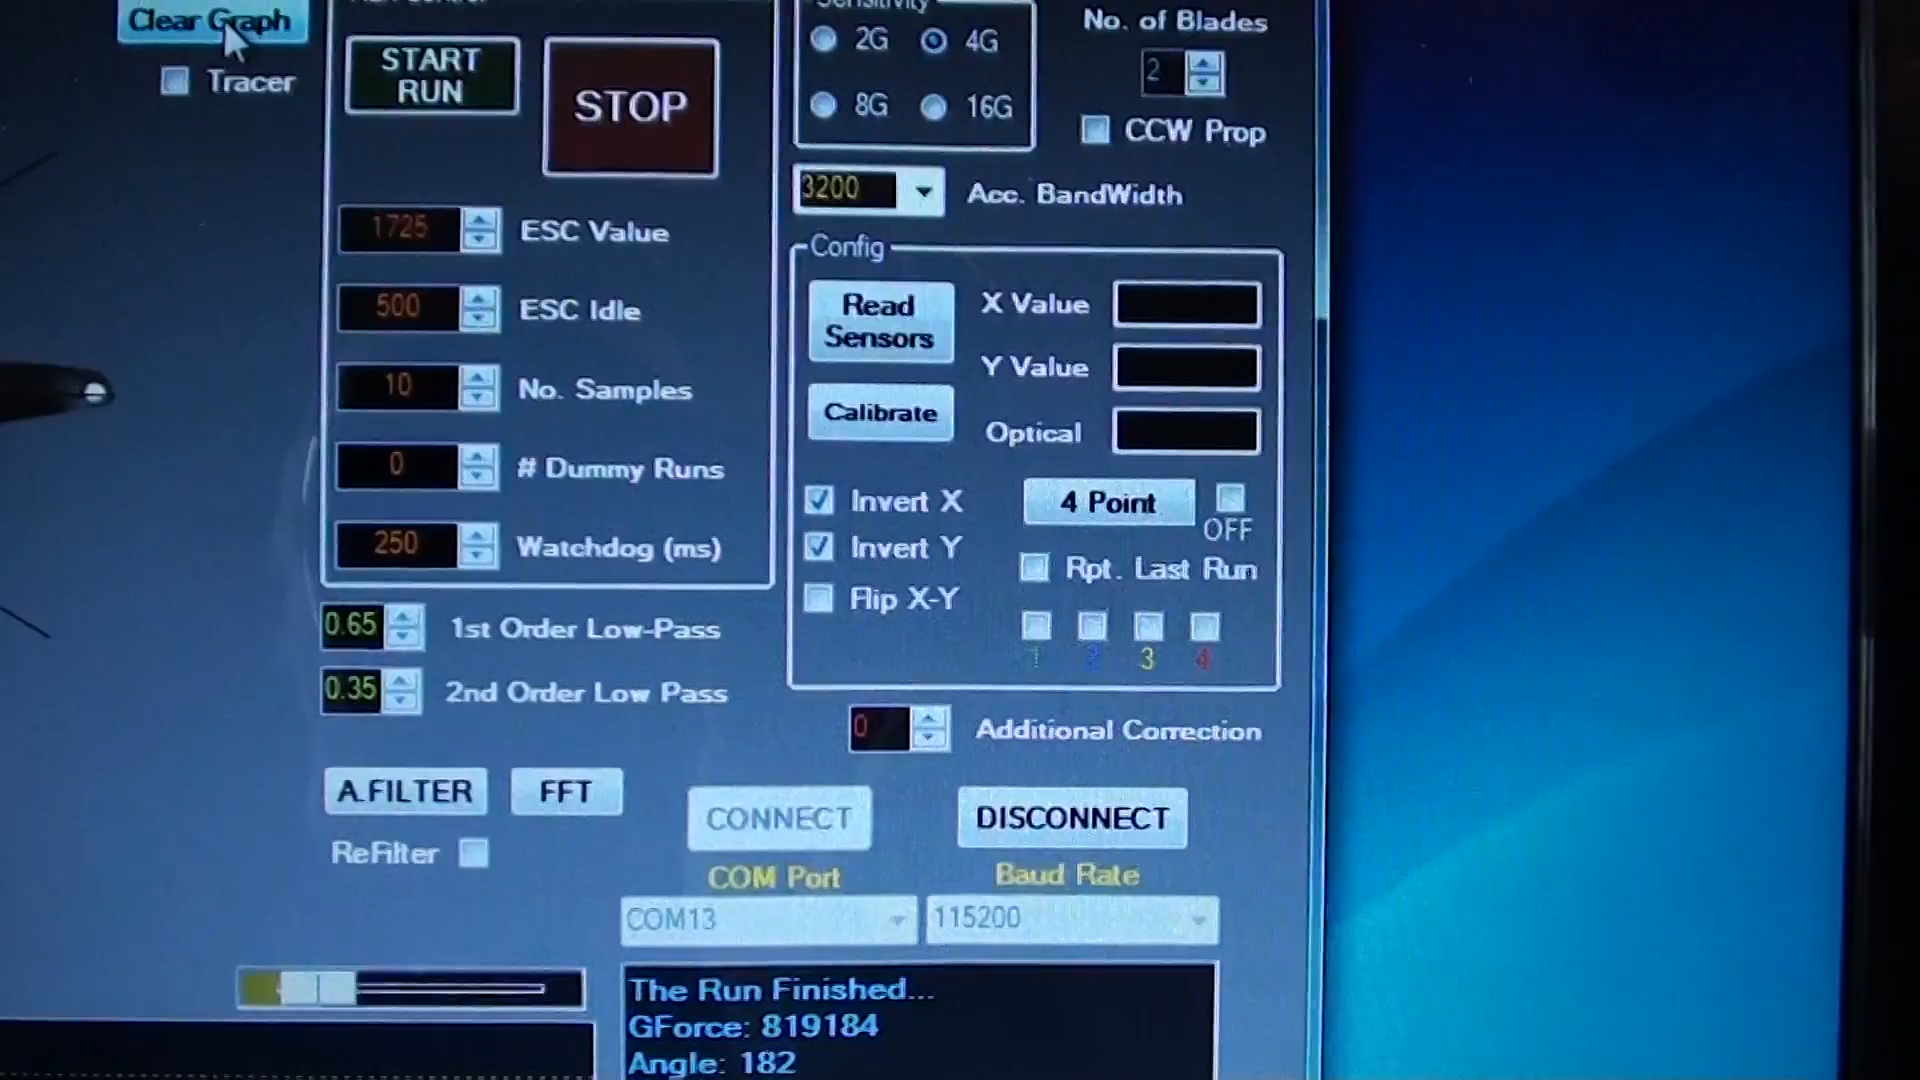 Clear Graph
Tracer
START
RUN
STOP
1725 ESC Value
500 ESC Idle
10 No. Samples
0 # Dummy Runs
250 Watchdog (ms)
0.65 1st Order Low-Pass
0.35 2nd Order Low Pass
A.FILTER
FFT
ReFilter
Sensitivity
2G 4G
8G 16G
No. of Blades
2
CCW Prop
3200 Acc. BandWidth
Config
Read
Sensors
Calibrate
X Value
Y Value
Optical
Invert X
Invert Y
Flip X-Y
4 Point
OFF
Rpt. Last Run
1 2 3 4
0 Additional Correction
CONNECT
DISCONNECT
COM Port
Baud Rate
COM13
115200
The Run Finished...
GForce: 819184
Angle: 182